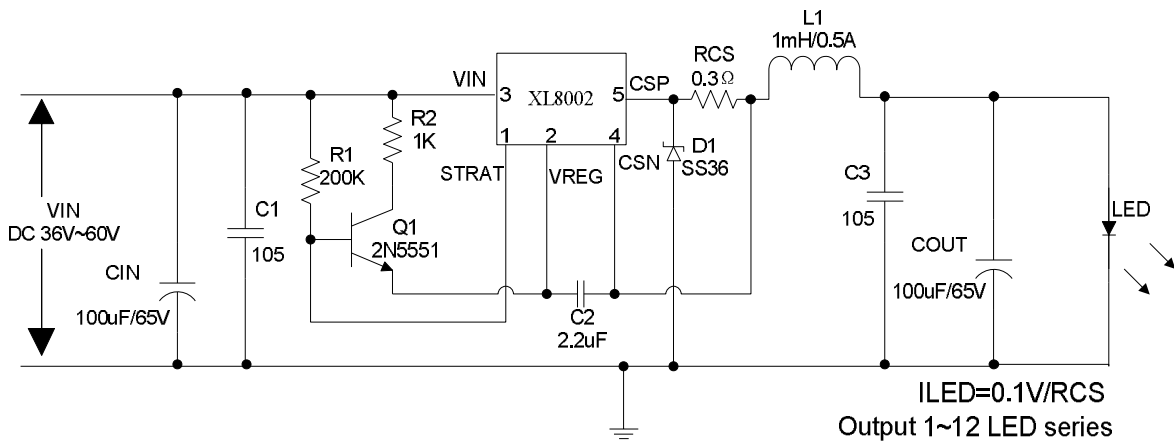 L1
1mH/0.5A
RCS
0.3Ω
VIN
CSP
3
XL8002
5
R2
1K
1
2
4
D1
SS36
R1
200K
STRAT
VREG
CSN
C3
105
LED
VIN
DC 36V~60V
C1
105
Q1
2N5551
CIN
100uF/65V
COUT
100uF/65V
C2
2.2uF
ILED=0.1V/RCS
Output 1~12 LED series